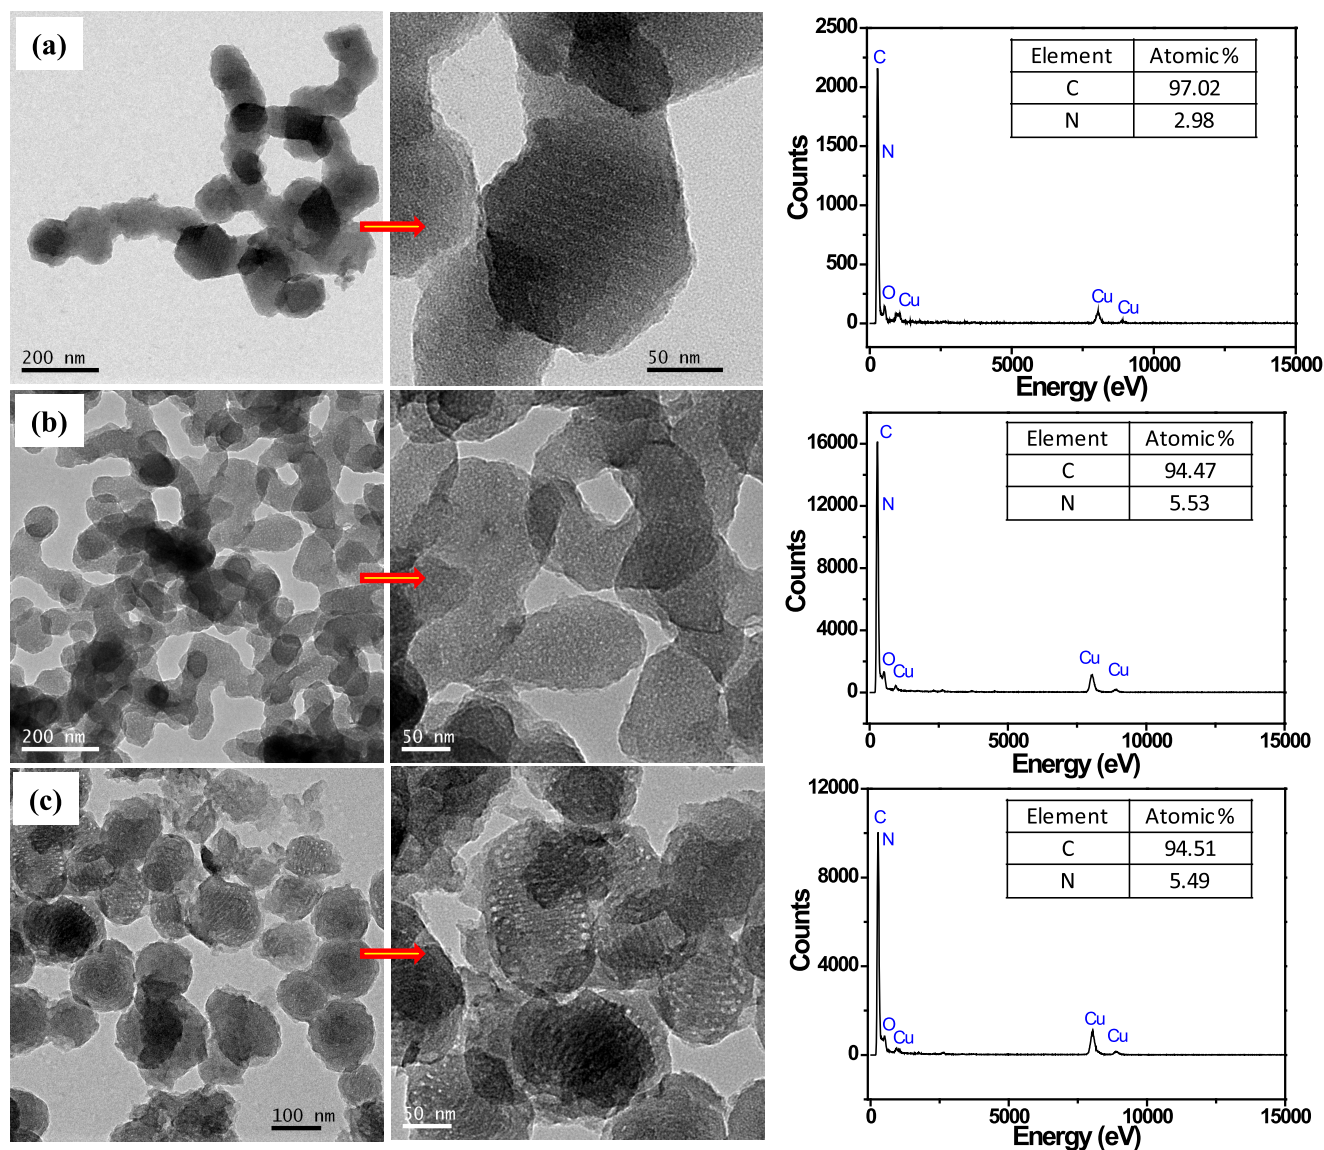 (a)
200 nm
50 nm
2500
2000
1500
1000
500
0
Counts
C
N
O
Cu
Cu
Cu
Element Atomic %
C 97.02
N 2.98
0 5000 10000 15000
Energy (eV)
(b)
200 nm
50 nm
16000
12000
8000
4000
0
Counts
C
N
O
Cu
Cu
Cu
Element Atomic %
C 94.47
N 5.53
0 5000 10000 15000
Energy (eV)
(c)
100 nm
50 nm
12000
8000
4000
0
Counts
C
N
O
Cu
Cu
Cu
Element Atomic %
C 94.51
N 5.49
0 5000 10000 15000
Energy (eV)